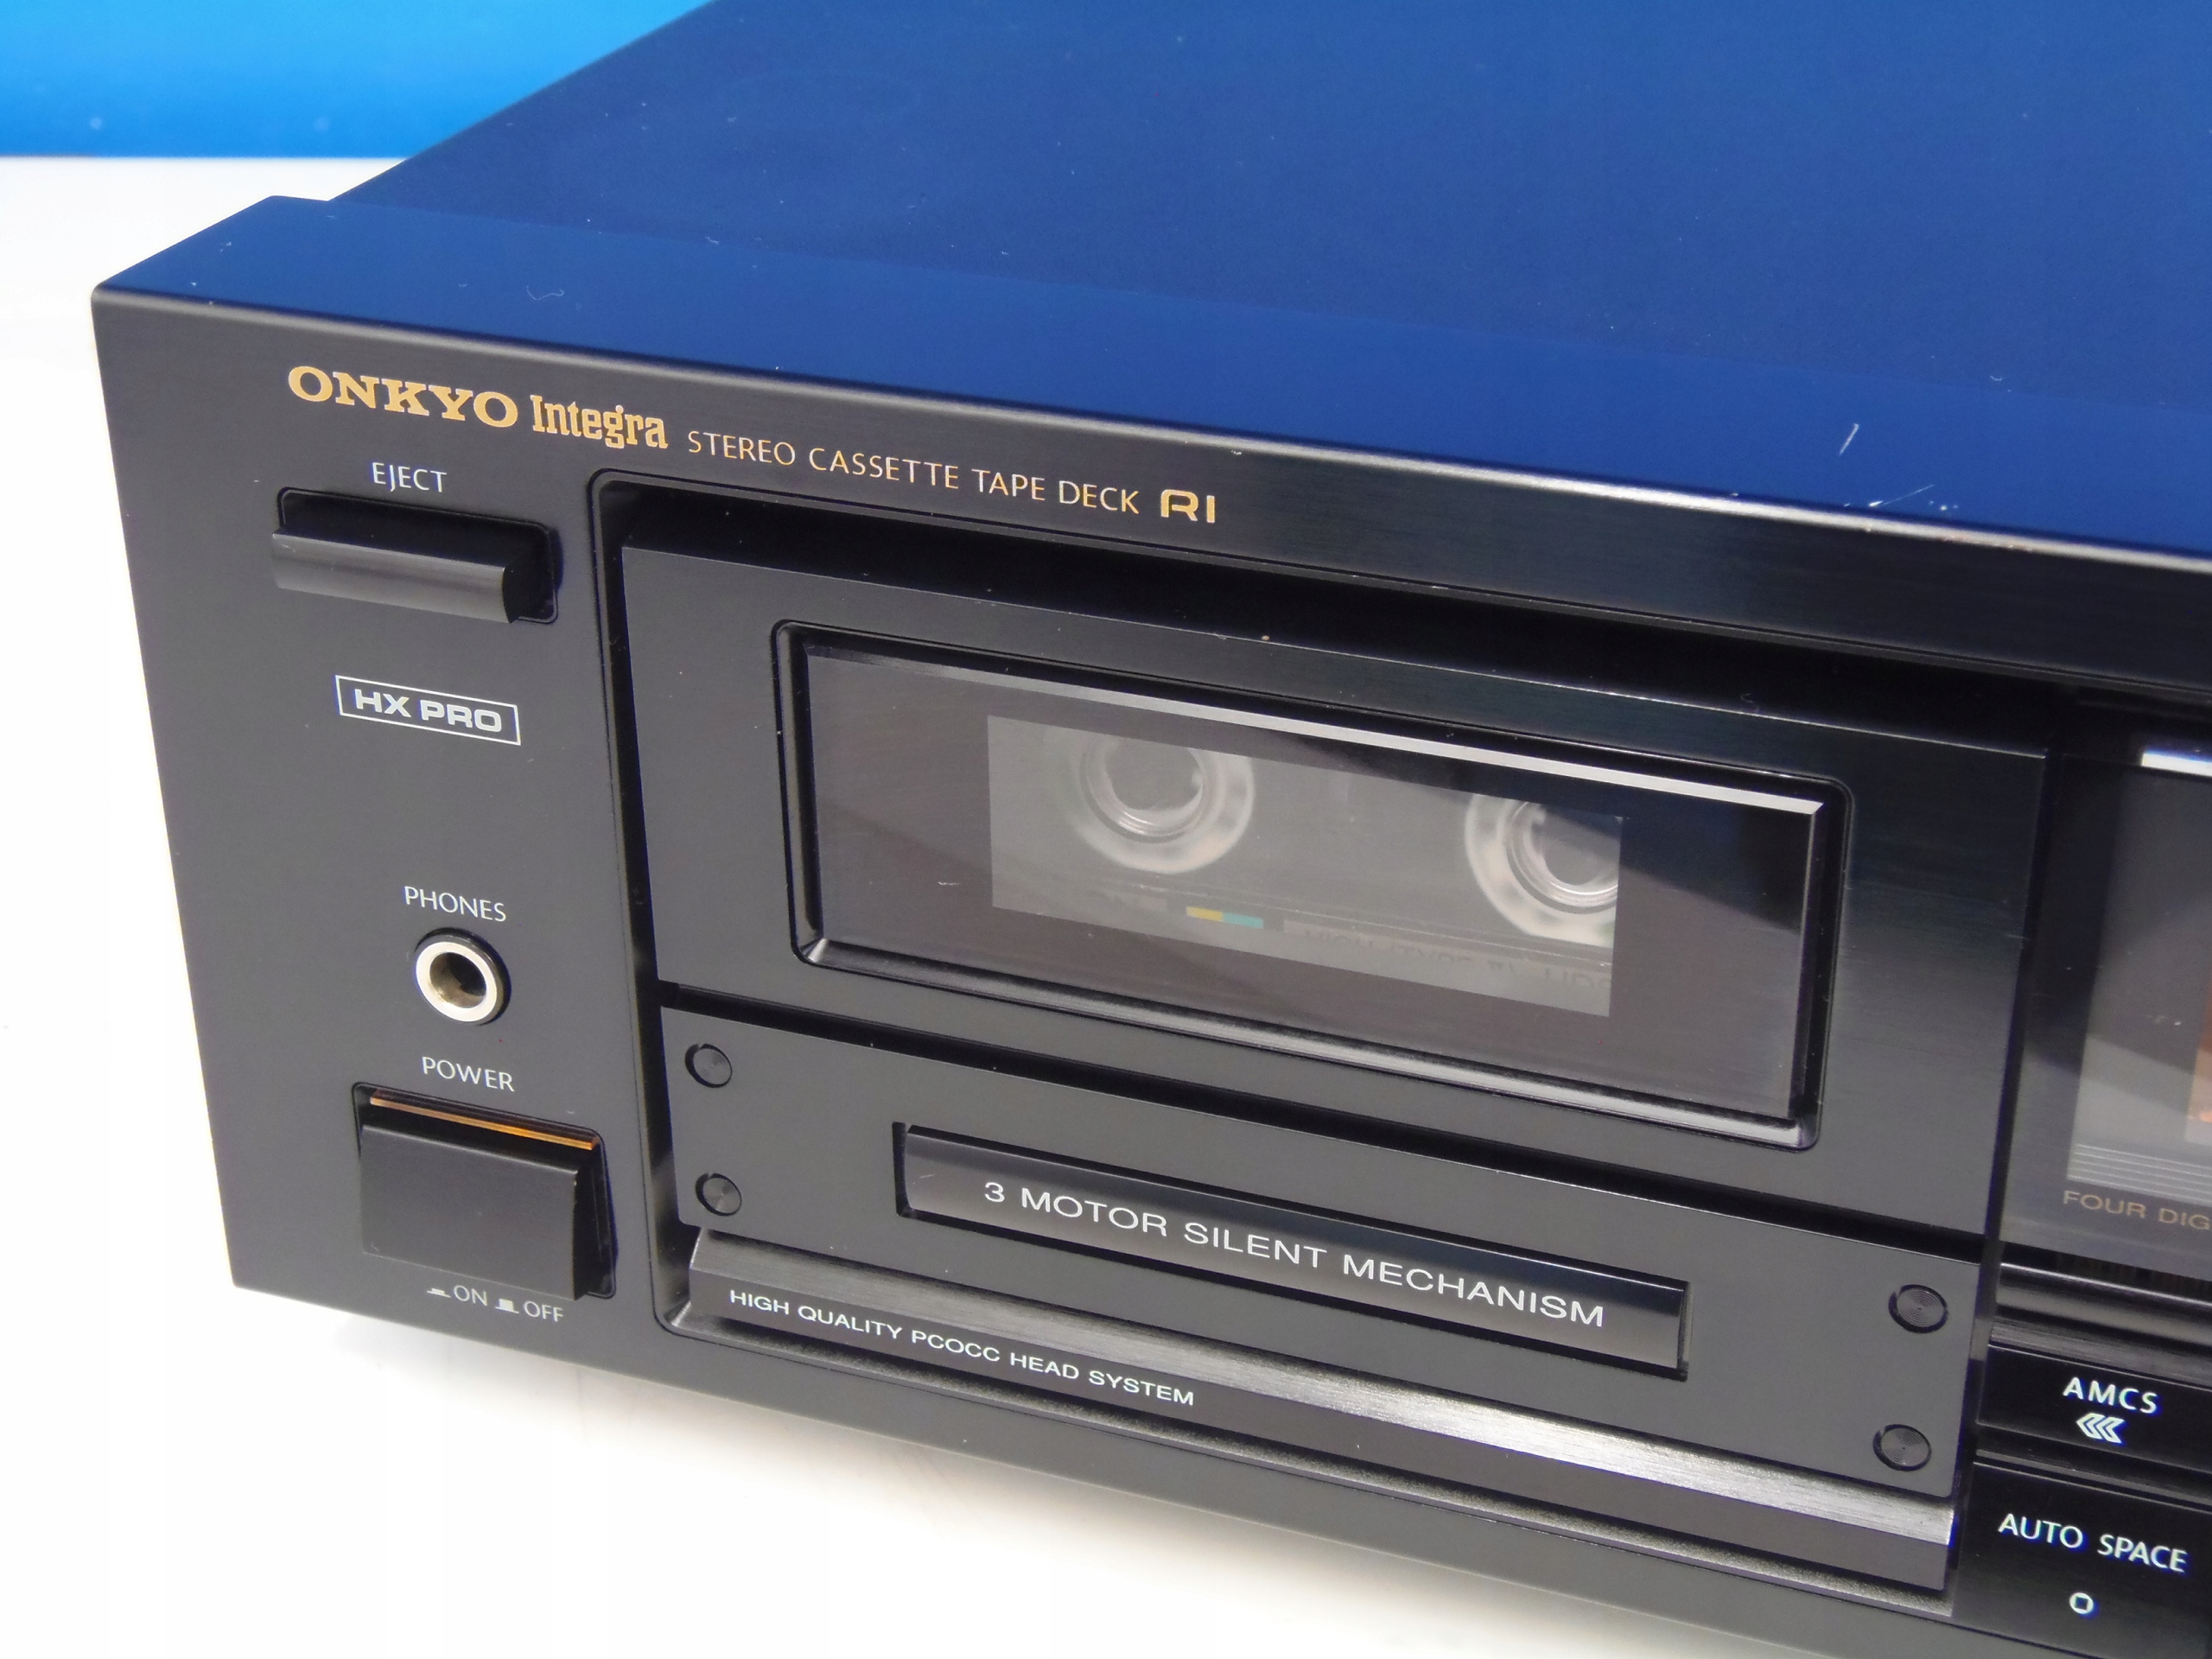 ONKYO Integra STEREO CASSETTE TAPE DECK RI
EJECT
HX PRO
PHONES
POWER
ON OFF
3 MOTOR SILENT MECHANISM
HIGH QUALITY PCOCC HEAD SYSTEM
FOUR
AMCS
AUTO SPACE